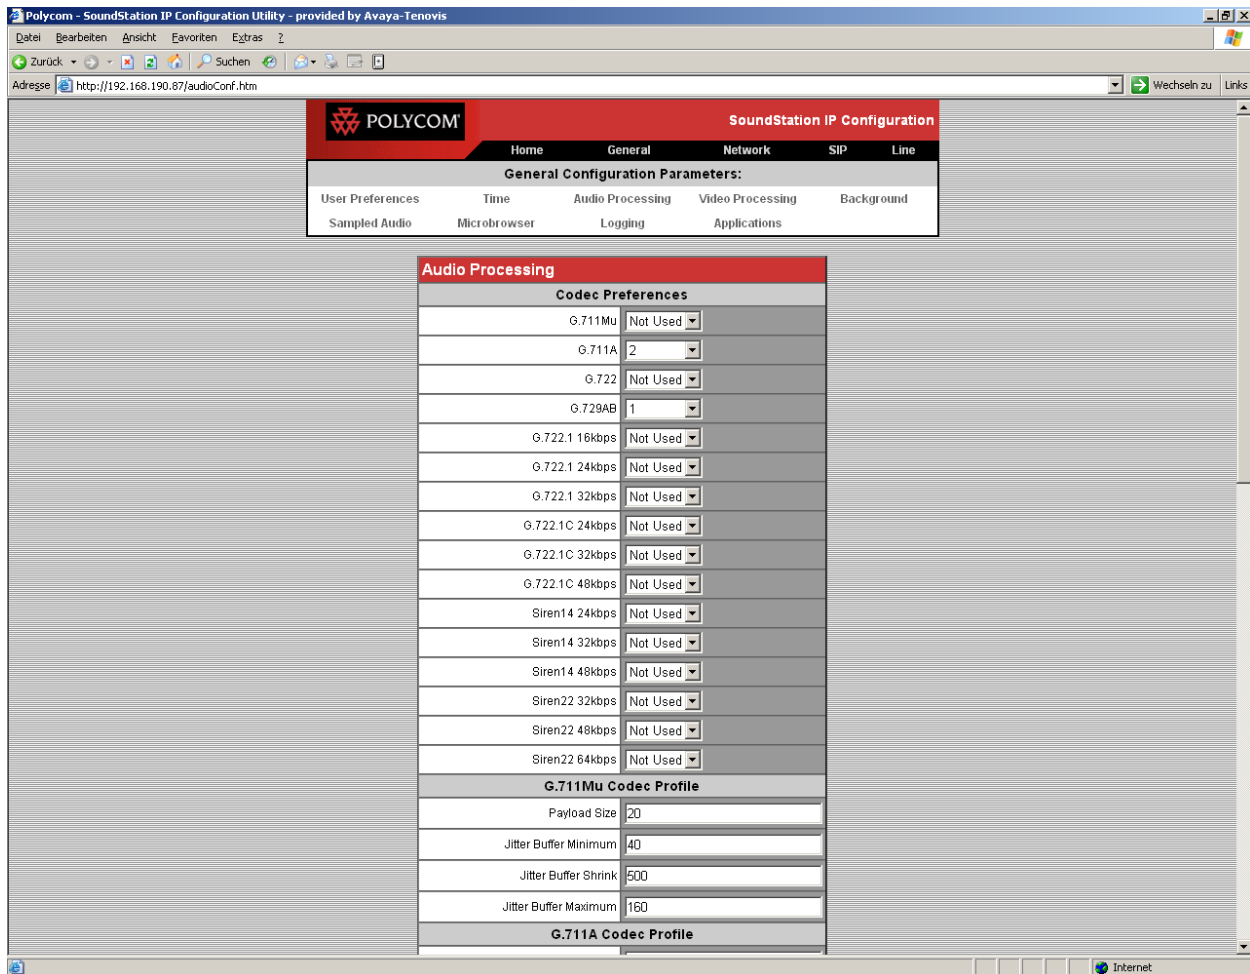 Polycom - SoundStation IP Configuration Utility - provided by Avaya-Tenovis
Datei Bearbeiten Ansicht Favoriten Extras ?
Zurück Suchen
Adresse http://192.168.190.87/audioConf.htm Wechseln zu Links
POLYCOM SoundStation IP Configuration
Home General Network SIP Line
General Configuration Parameters:
User Preferences Time Audio Processing Video Processing Background
Sampled Audio Microbrowser Logging Applications
Audio Processing
Codec Preferences
G.711Mu Not Used
G.711A 2
G.722 Not Used
G.729AB 1
G.722.1 16kbps Not Used
G.722.1 24kbps Not Used
G.722.1 32kbps Not Used
G.722.1C 24kbps Not Used
G.722.1C 32kbps Not Used
G.722.1C 48kbps Not Used
Siren14 24kbps Not Used
Siren14 32kbps Not Used
Siren14 48kbps Not Used
Siren22 32kbps Not Used
Siren22 48kbps Not Used
Siren22 64kbps Not Used
G.711Mu Codec Profile
Payload Size 20
Jitter Buffer Minimum 40
Jitter Buffer Shrink 500
Jitter Buffer Maximum 160
G.711A Codec Profile
Internet